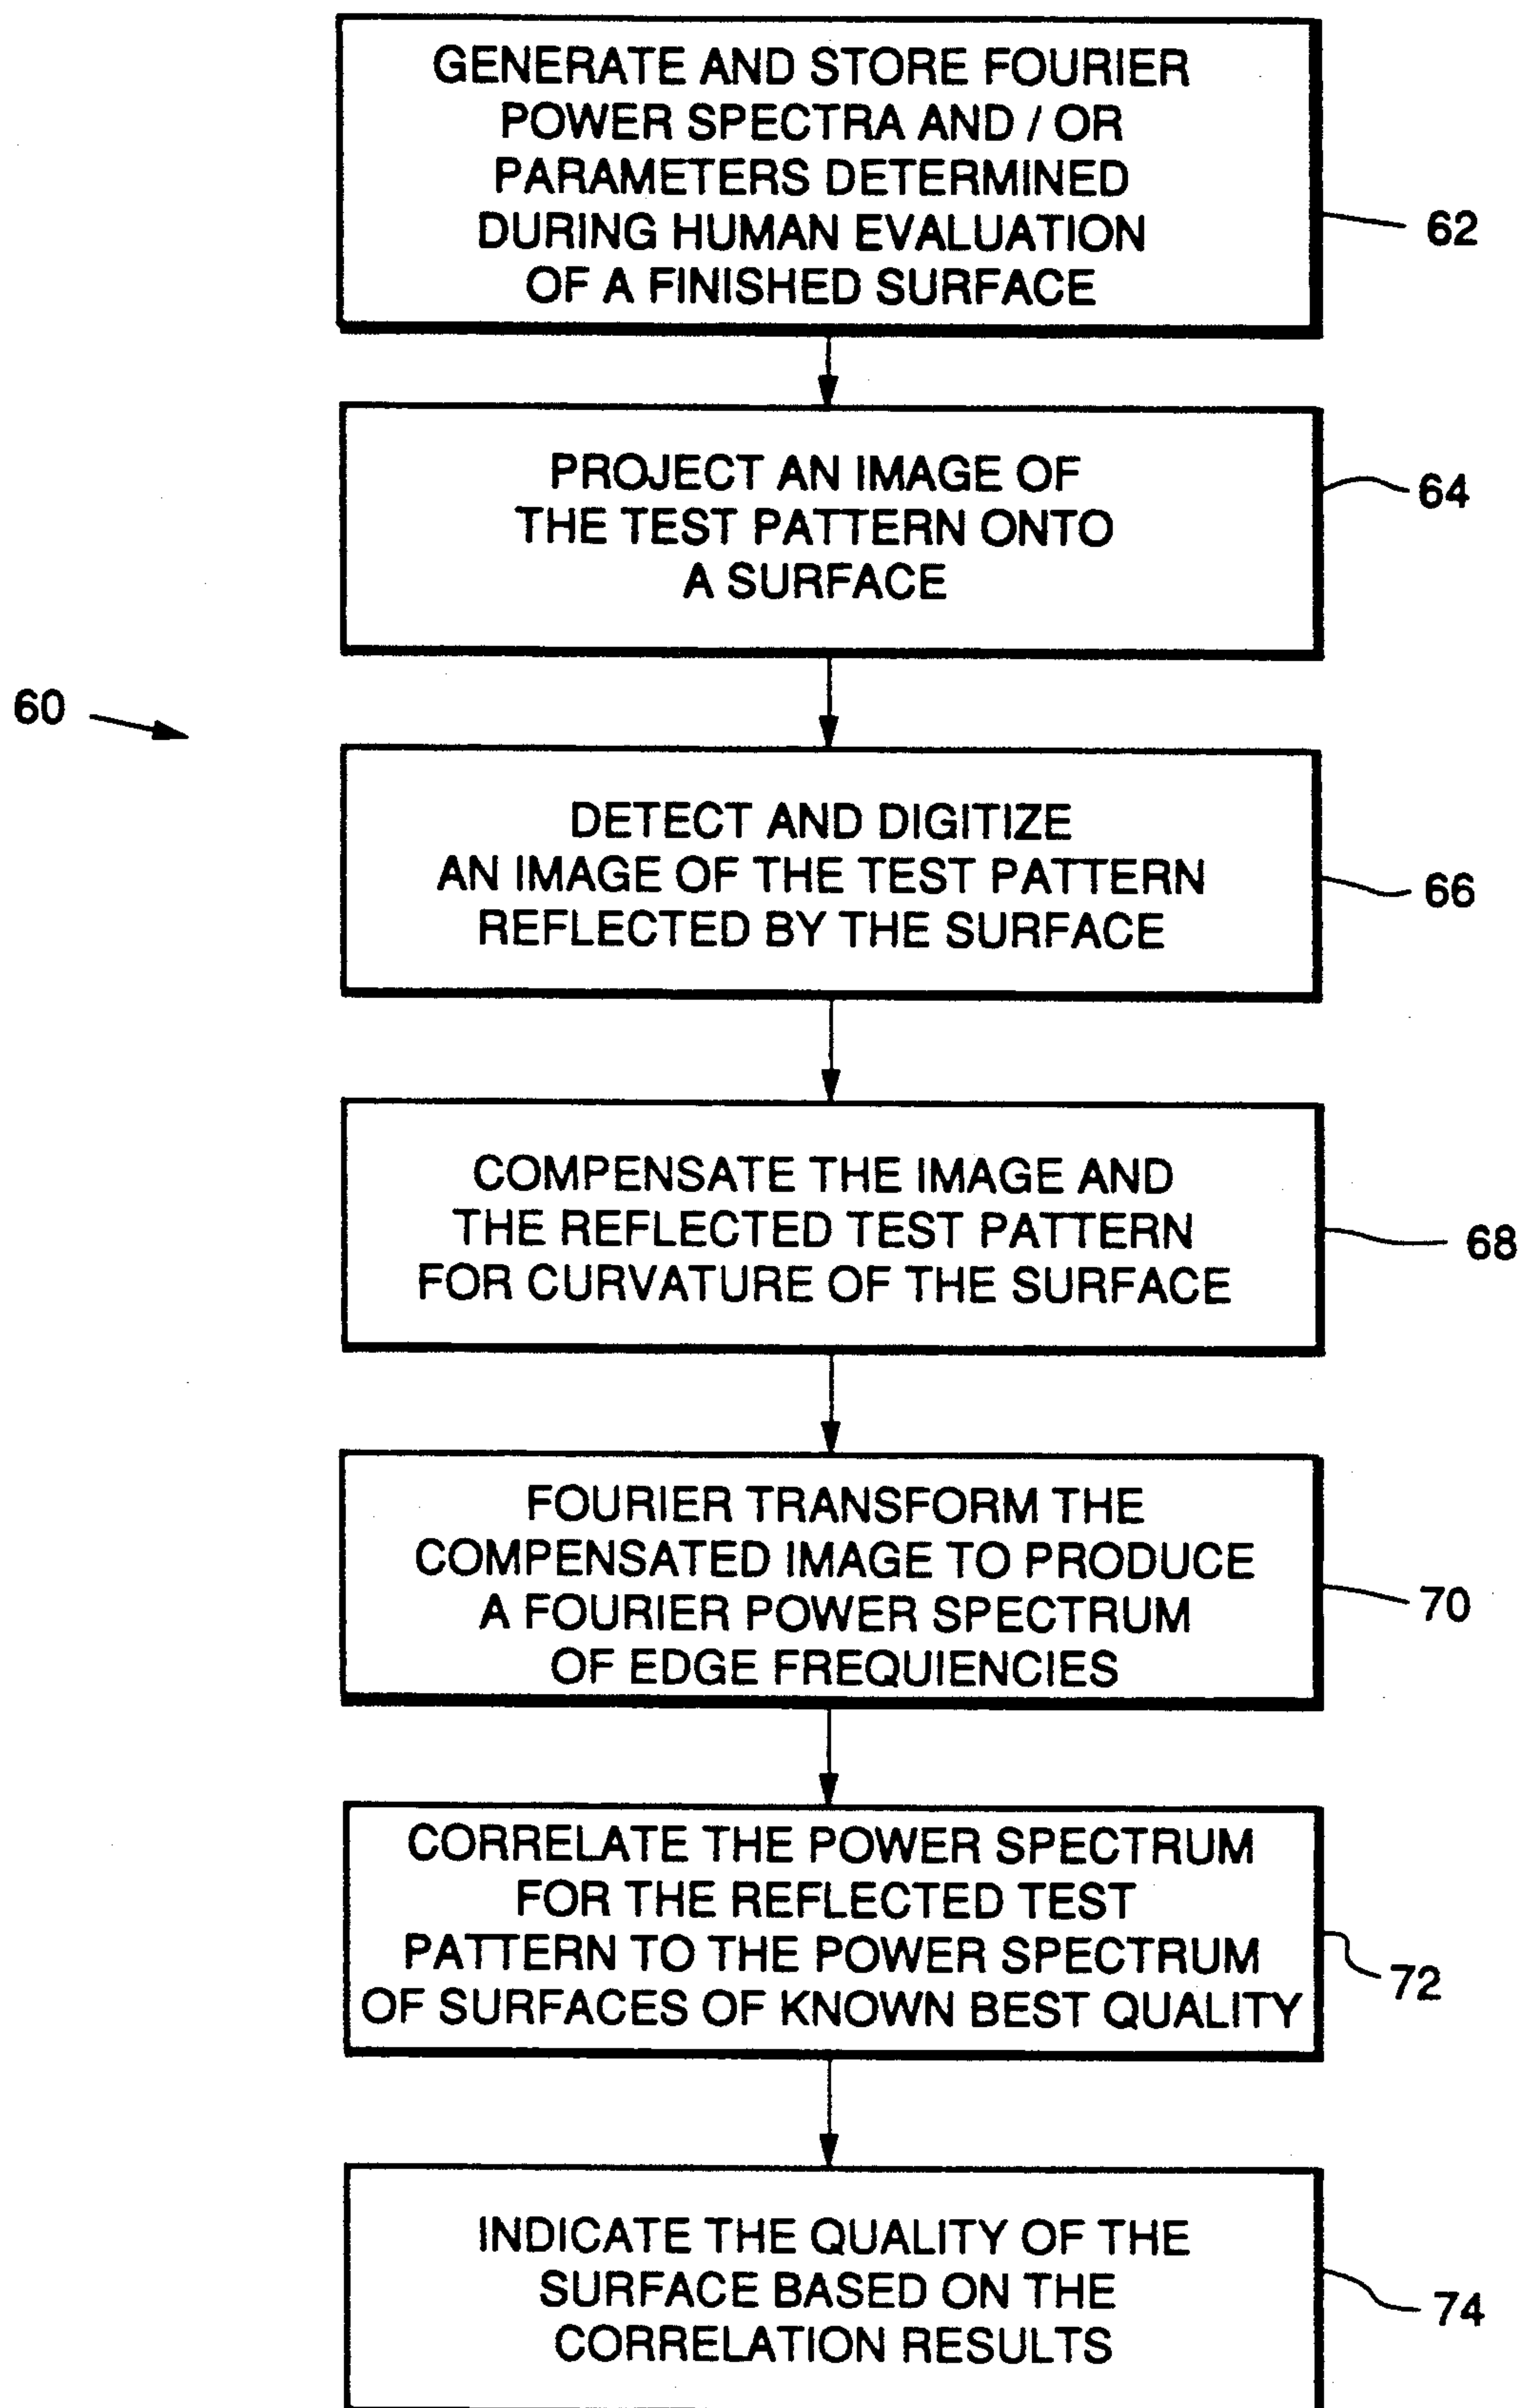 GENERATE AND STORE FOURIER
POWER SPECTRA AND / OR
PARAMETERS DETERMINED
DURING HUMAN EVALUATION
OF A FINISHED SURFACE
62
PROJECT AN IMAGE OF
THE TEST PATTERN ONTO
A SURFACE
64
60
DETECT AND DIGITIZE
AN IMAGE OF THE TEST PATTERN
REFLECTED BY THE SURFACE
66
COMPENSATE THE IMAGE AND
THE REFLECTED TEST PATTERN
FOR CURVATURE OF THE SURFACE
68
FOURIER TRANSFORM THE
COMPENSATED IMAGE TO PRODUCE
A FOURIER POWER SPECTRUM
OF EDGE FREQUIENCIES
70
CORRELATE THE POWER SPECTRUM
FOR THE REFLECTED TEST
PATTERN TO THE POWER SPECTRUM
OF SURFACES OF KNOWN BEST QUALITY
72
INDICATE THE QUALITY OF THE
SURFACE BASED ON THE
CORRELATION RESULTS
74